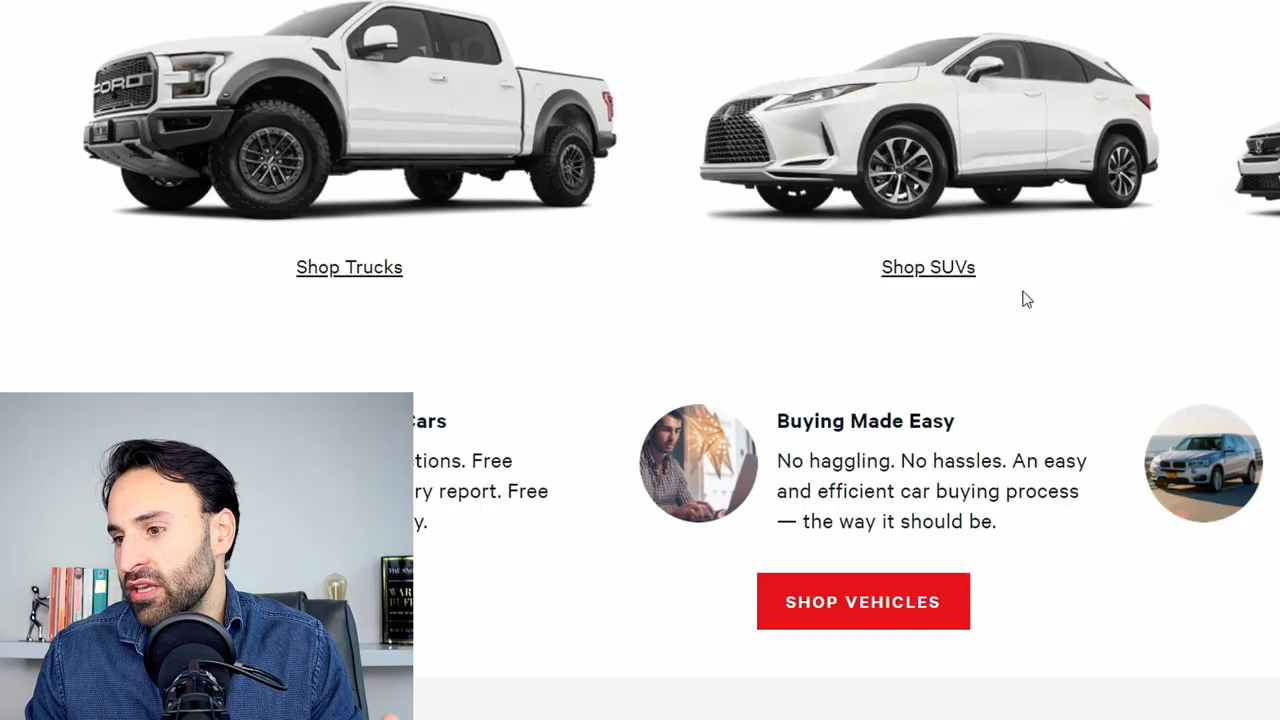 FORD
Shop Trucks
Shop SUVs
Cars
tions. Free
ry report. Free
y.
Buying Made Easy
No haggling. No hassles. An easy
and efficient car buying process
— the way it should be.
SHOP VEHICLES